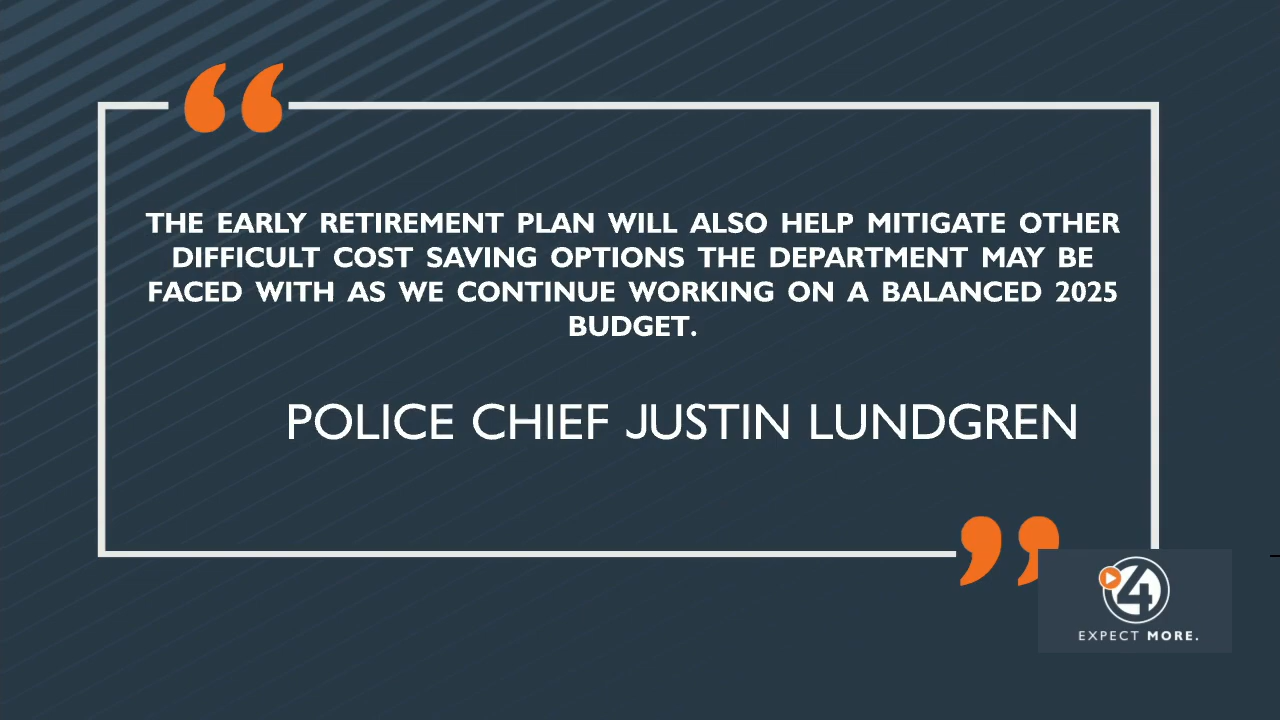 THE EARLY RETIREMENT PLAN WILL ALSO HELP MITIGATE OTHER
DIFFICULT COST SAVING OPTIONS THE DEPARTMENT MAY BE
FACED WITH AS WE CONTINUE WORKING ON A BALANCED 2025
BUDGET.
POLICE CHIEF JUSTIN LUNDGREN
4
EXPECT MORE.